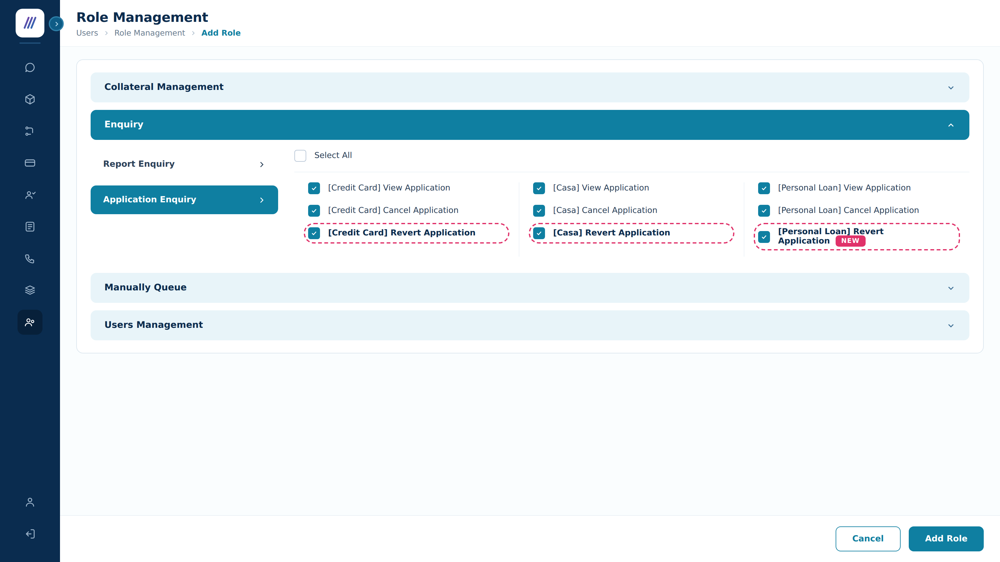 Role Management
Users > Role Management > Add Role
Collateral Management
Enquiry
Report Enquiry
Application Enquiry
Select All
[Credit Card] View Application
[Credit Card] Cancel Application
[Credit Card] Revert Application
[Casa] View Application
[Casa] Cancel Application
[Casa] Revert Application
[Personal Loan] View Application
[Personal Loan] Cancel Application
[Personal Loan] Revert
Application NEW
Manually Queue
Users Management
Cancel
Add Role